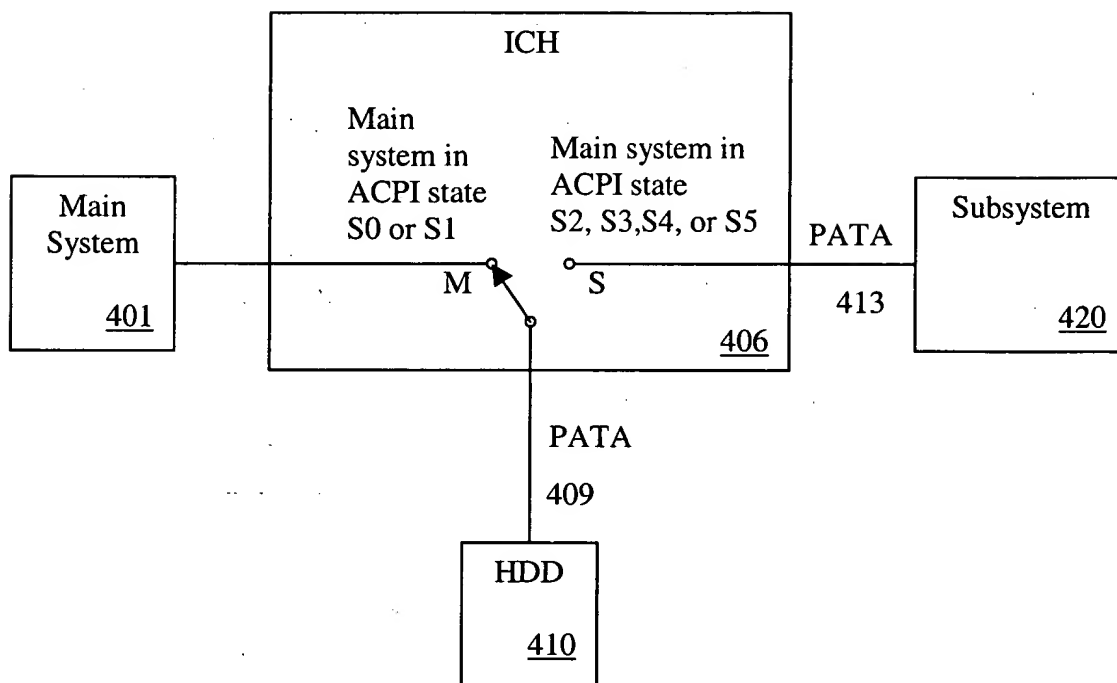 ICH
Main
system in
ACPI state
S0 or S1
Main system in
ACPI state
S2, S3,S4, or S5
Main
System
401
M
S
406
PATA
413
Subsystem
420
PATA
409
HDD
410